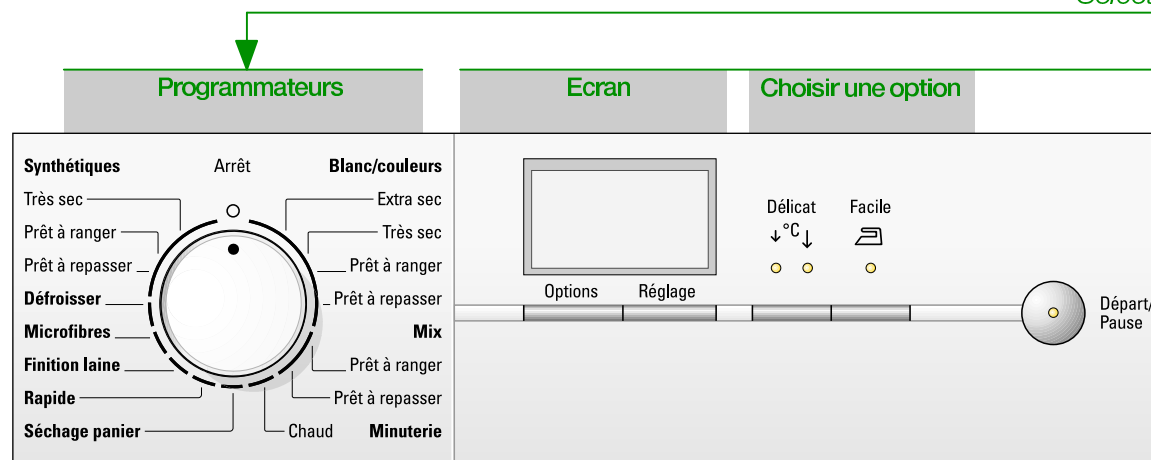 Programmateurs
Ecran
Choisir une option
Synthétiques
Arrêt
Blanc/couleurs
Très sec
Extra sec
Prêt à ranger
Très sec
Prêt à repasser
Prêt à ranger
Défroisser
Prêt à repasser
Microfibres
Mix
Finition laine
Prêt à ranger
Rapide
Prêt à repasser
Séchage panier
Chaud
Minuterie
Options
Réglage
Délicat
°C
Facile
Départ/
Pause